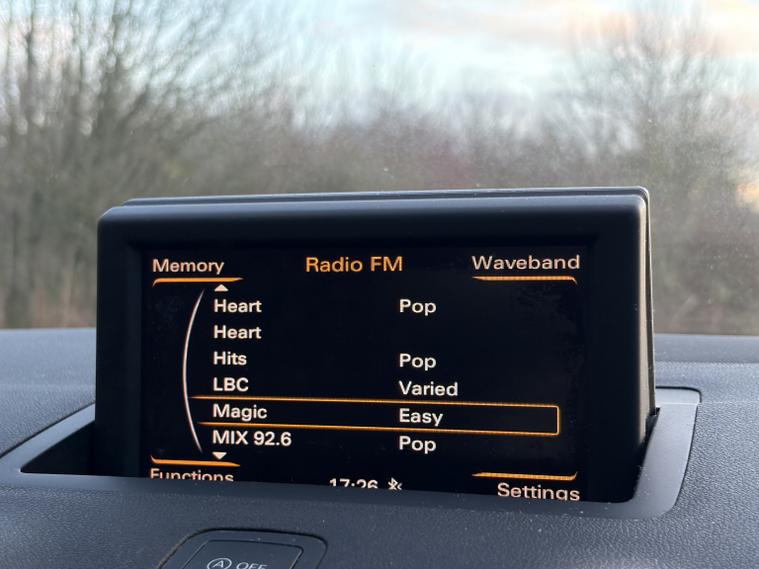 Memory Radio FM Waveband
Heart Pop
Heart
Hits Pop
LBC Varied
Magic Easy
MIX 92.6 Pop
Functions 17:26 Settings
A OFF